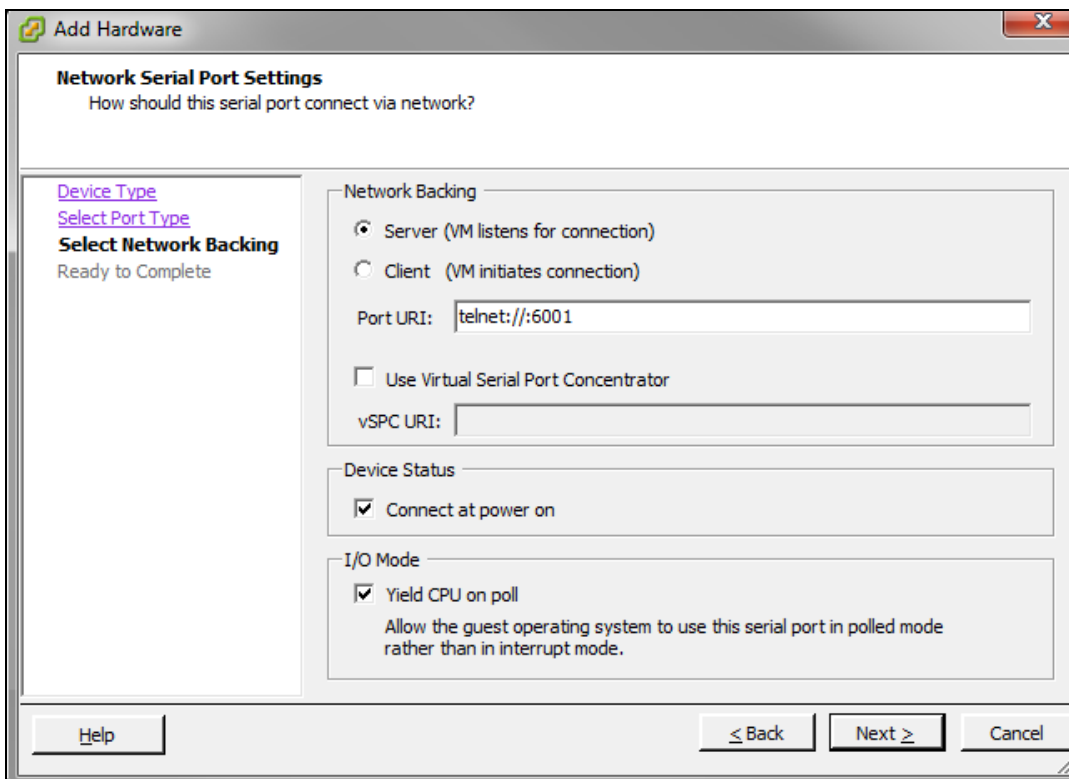 Add Hardware
Network Serial Port Settings
How should this serial port connect via network?
Device Type
Select Port Type
Select Network Backing
Ready to Complete
Network Backing
Server (VM listens for connection)
Client (VM initiates connection)
Port URI: telnet://:6001
Use Virtual Serial Port Concentrator
vSPC URI:
Device Status
Connect at power on
I/O Mode
Yield CPU on poll
Allow the guest operating system to use this serial port in polled mode
rather than in interrupt mode.
Help
< Back
Next >
Cancel